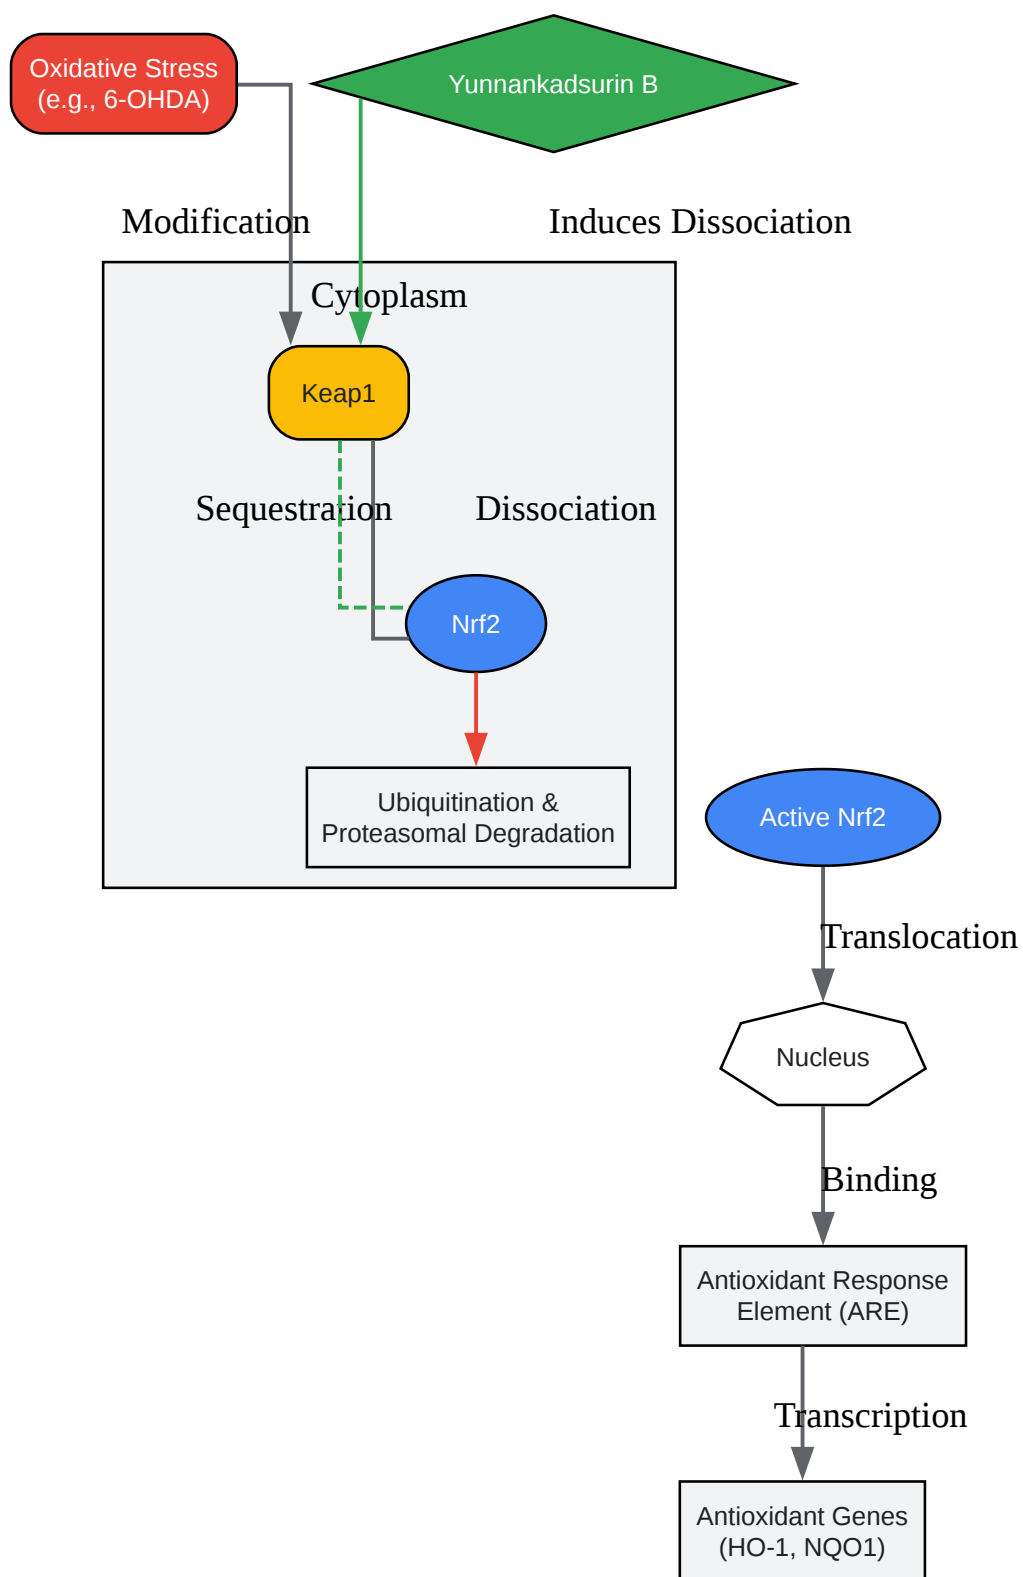 Oxidative Stress
(e.g., 6-OHDA)
Yunnankadsurin B
Modification
Induces Dissociation
Cytoplasm
Keap1
Sequestration
Dissociation
Nrf2
Ubiquitination &
Proteasomal Degradation
Active Nrf2
Translocation
Nucleus
Binding
Antioxidant Response
Element (ARE)
Transcription
Antioxidant Genes
(HO-1, NQO1)